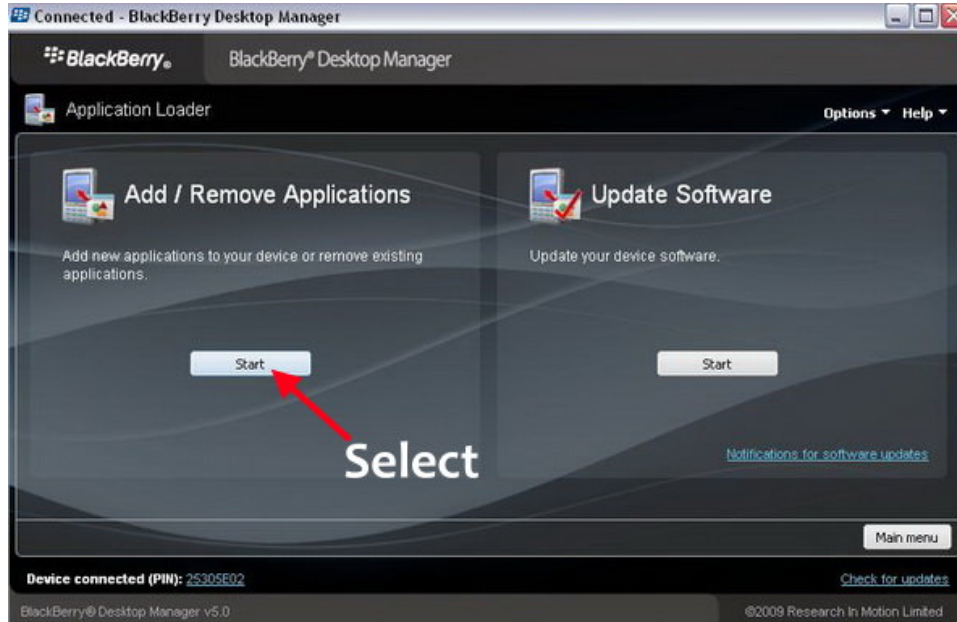 Connected - BlackBerry Desktop Manager
BlackBerry®
BlackBerry® Desktop Manager
Application Loader
Options
Help
Add / Remove Applications
Add new applications to your device or remove existing
applications.
Start
Select
Update Software
Update your device software.
Start
Notifications for software updates
Main menu
Device connected (PIN): 25305E02
Check for updates
BlackBerry® Desktop Manager v5.0
©2009 Research In Motion Limited